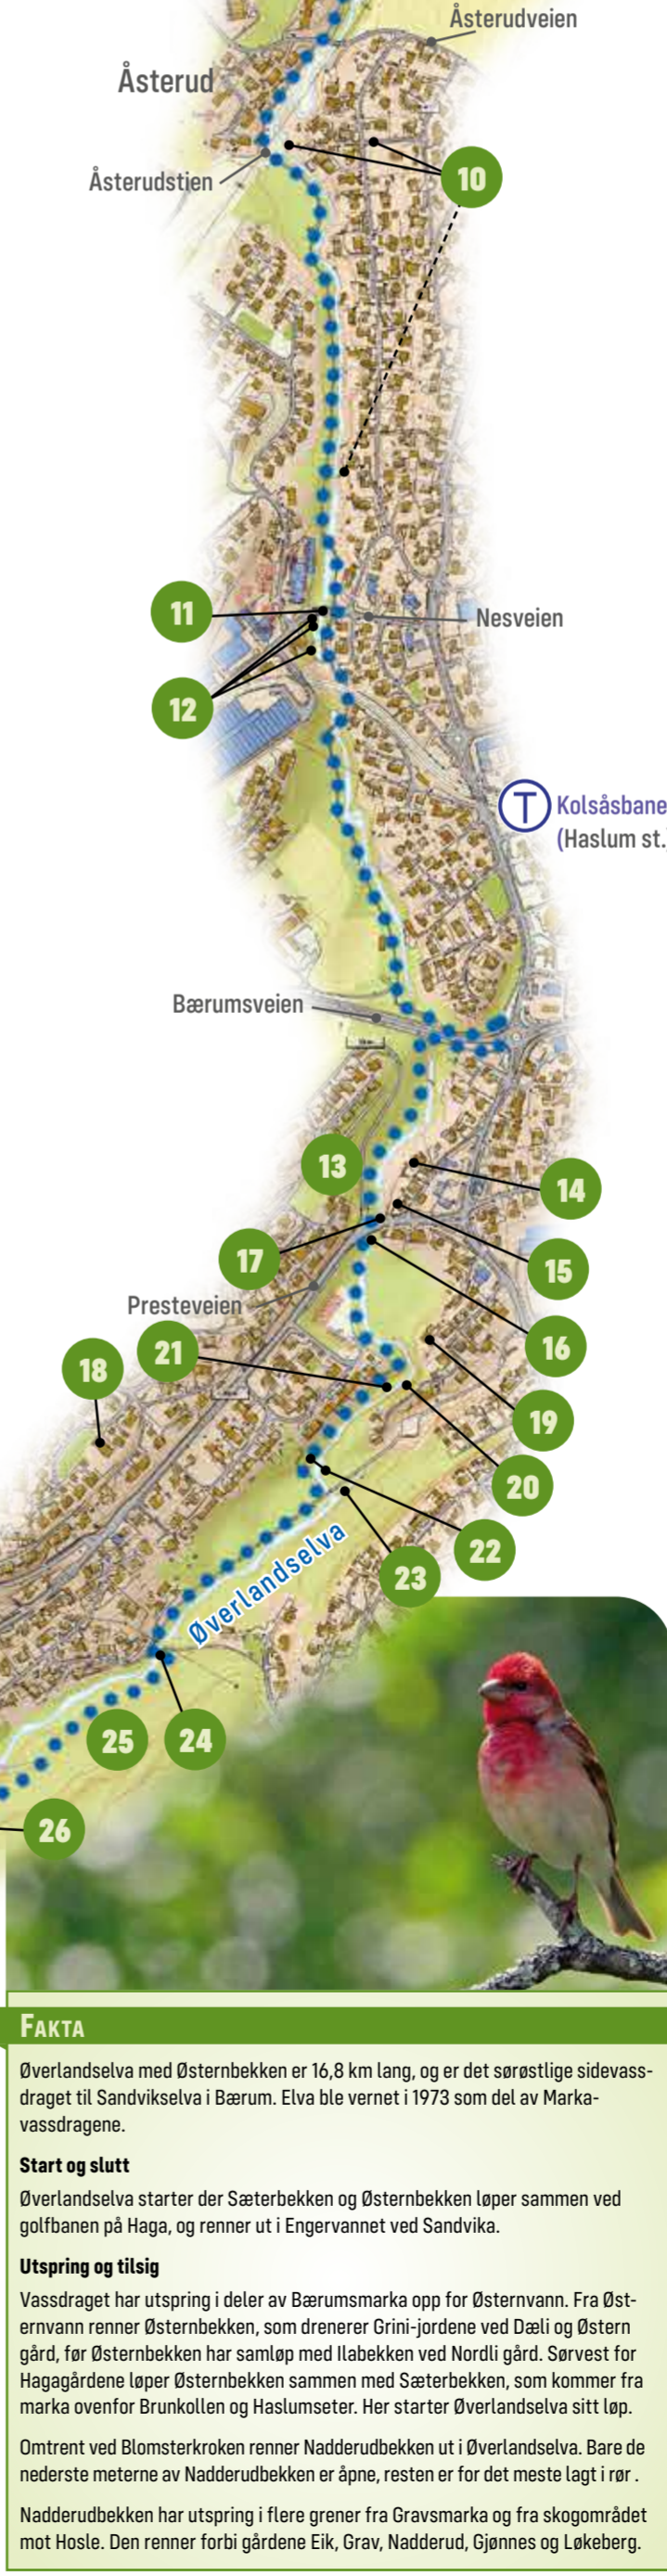 Åsterudveien
Åsterud
Åsterudstien
10
11
Nesveien
12
T
Kolsåsbane
(Haslum st.
Bærumsveien
13
14
17
15
Presteveien
16
21
18
19
20
22
23
Øverlandselva
24
25
26
FAKTA
Øverlandselva med Østernbekken er 16,8 km lang, og er det sørøstlige sidevass-
draget til Sandvikselva i Bærum. Elva ble vernet i 1973 som del av Marka-
vassdragene.
Start og slutt
Øverlandselva starter der Sæterbekken og Østernbekken løper sammen ved
golfbanen på Haga, og renner ut i Engervannet ved Sandvika.
Utspring og tilsig
Vassdraget har utspring i deler av Bærumsmarka opp for Østernvann. Fra Øst-
ernvann renner Østernbekken, som drenerer Grini-jordene ved Dæli og Østern
gård, før Østernbekken har samløp med Ilabekken ved Nordli gård. Sørvest for
Hagagårdene løper Østernbekken sammen med Sæterbekken, som kommer fra
marka ovenfor Brunkollen og Haslumseter. Her starter Øverlandselva sitt løp.
Omtrent ved Blomsterkroken renner Nadderudbekken ut i Øverlandselva. Bare de
nederste meterne av Nadderudbekken er åpne, resten er for det meste lagt i rør .
Nadderudbekken har utspring i flere grener fra Gravsmarka og fra skogområdet
mot Hosle. Den renner forbi gårdene Eik, Grav, Nadderud, Gjønnes og Løkeberg.